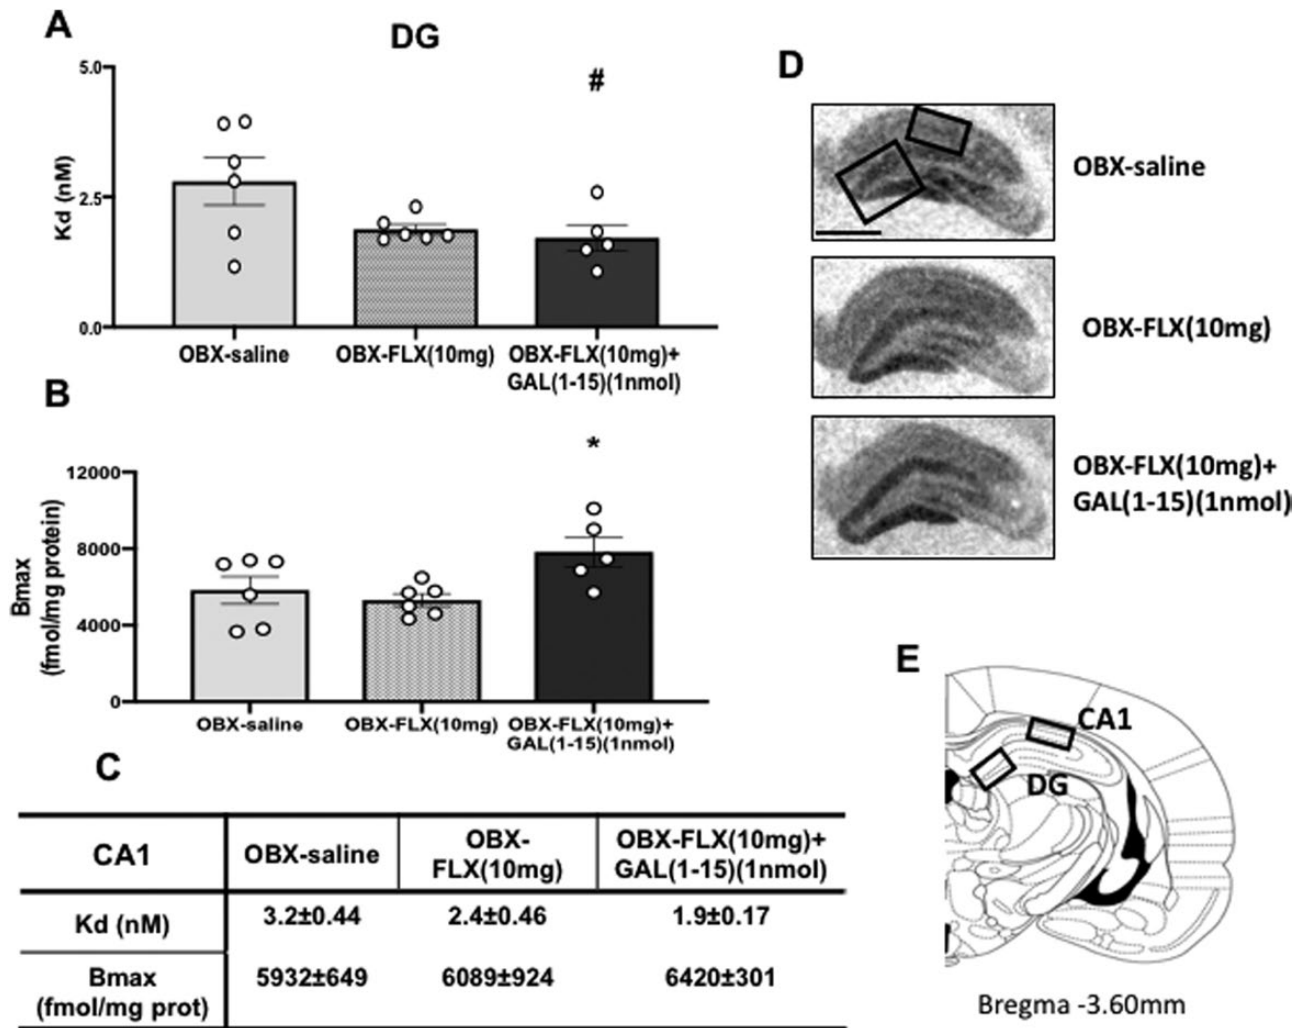 A
DG
5.0
#
Kd (nM)
2.5
0.0
OBX-saline
OBX-FLX(10mg)
OBX-FLX(10mg)+
GAL(1-15)(1nmol)
B
*
12000
Bmax
(fmol/mg protein)
8000
4000
0
OBX-saline
OBX-FLX(10mg)
OBX-FLX(10mg)+
GAL(1-15)(1nmol)
C
CA1
OBX-saline
OBX-
FLX(10mg)
OBX-FLX(10mg)+
GAL(1-15)(1nmol)
Kd (nM)
3.2±0.44
2.4±0.46
1.9±0.17
Bmax
(fmol/mg prot)
5932±649
6089±924
6420±301
D
OBX-saline
OBX-FLX(10mg)
OBX-FLX(10mg)+
GAL(1-15)(1nmol)
E
CA1
DG
Bregma -3.60mm